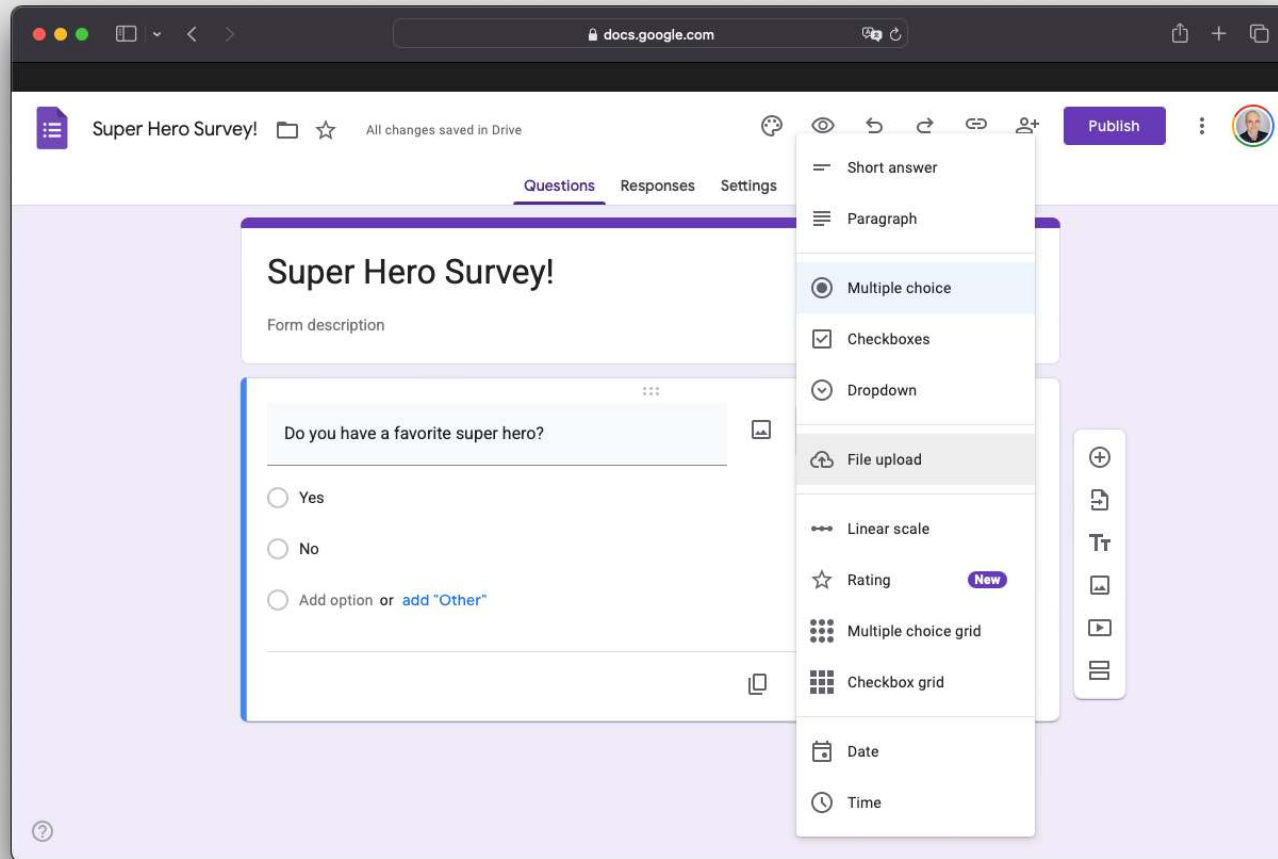 docs.google.com
Super Hero Survey!
All changes saved in Drive
Publish
Questions Responses Settings
Super Hero Survey!
Form description
Do you have a favorite super hero?
Yes
No
Add option or add "Other"
Short answer
Paragraph
Multiple choice
Checkboxes
Dropdown
File upload
Linear scale
Rating New
Multiple choice grid
Checkbox grid
Date
Time